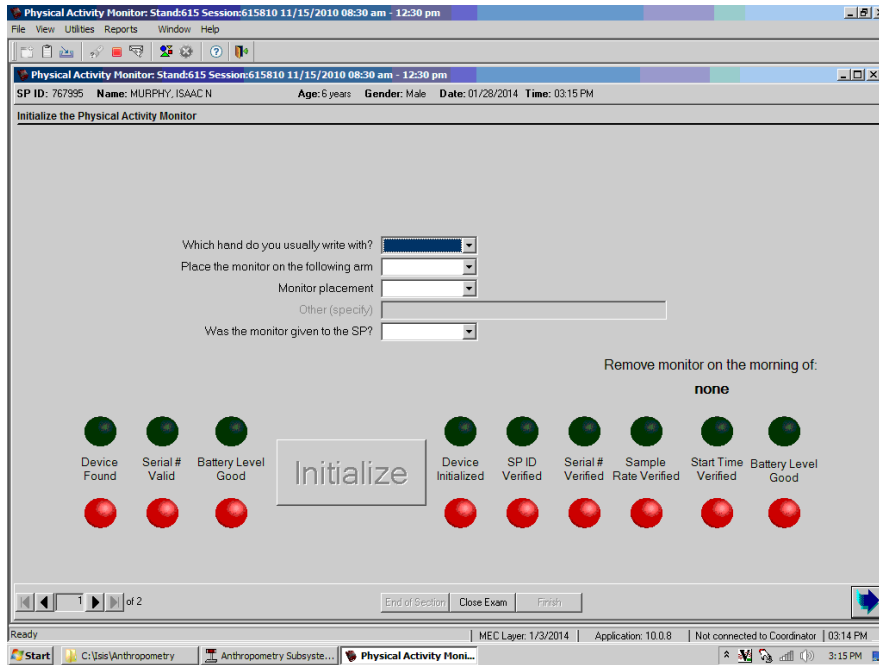 Physical Activity Monitor: Stand:615 Session:615810 11/15/2010 08:30 am - 12:30 pm
File View Utilities Reports Window Help
Physical Activity Monitor: Stand:615 Session:615810 11/15/2010 08:30 am - 12:30 pm
SP ID: 767995 Name: MURPHY, ISAAC N Age: 6 years Gender: Male Date: 01/28/2014 Time: 03:15 PM
Initialize the Physical Activity Monitor
Which hand do you usually write with?
Place the monitor on the following arm
Monitor placement
Other (specify)
Was the monitor given to the SP?
Remove monitor on the morning of:
none
Device Found
Serial # Valid
Battery Level Good
Initialize
Device Initialized
SP ID Verified
Serial # Verified
Sample Rate Verified
Start Time Verified
Battery Level Good
1 of 2 End of Section Close Exam Finish
Ready MEC Layer: 1/3/2014 Application: 10.0.8 Not connected to Coordinator 03:14 PM
Start C:\Isis\Anthropometry Anthropometry Subsyste... Physical Activity Moni... 3:15 PM